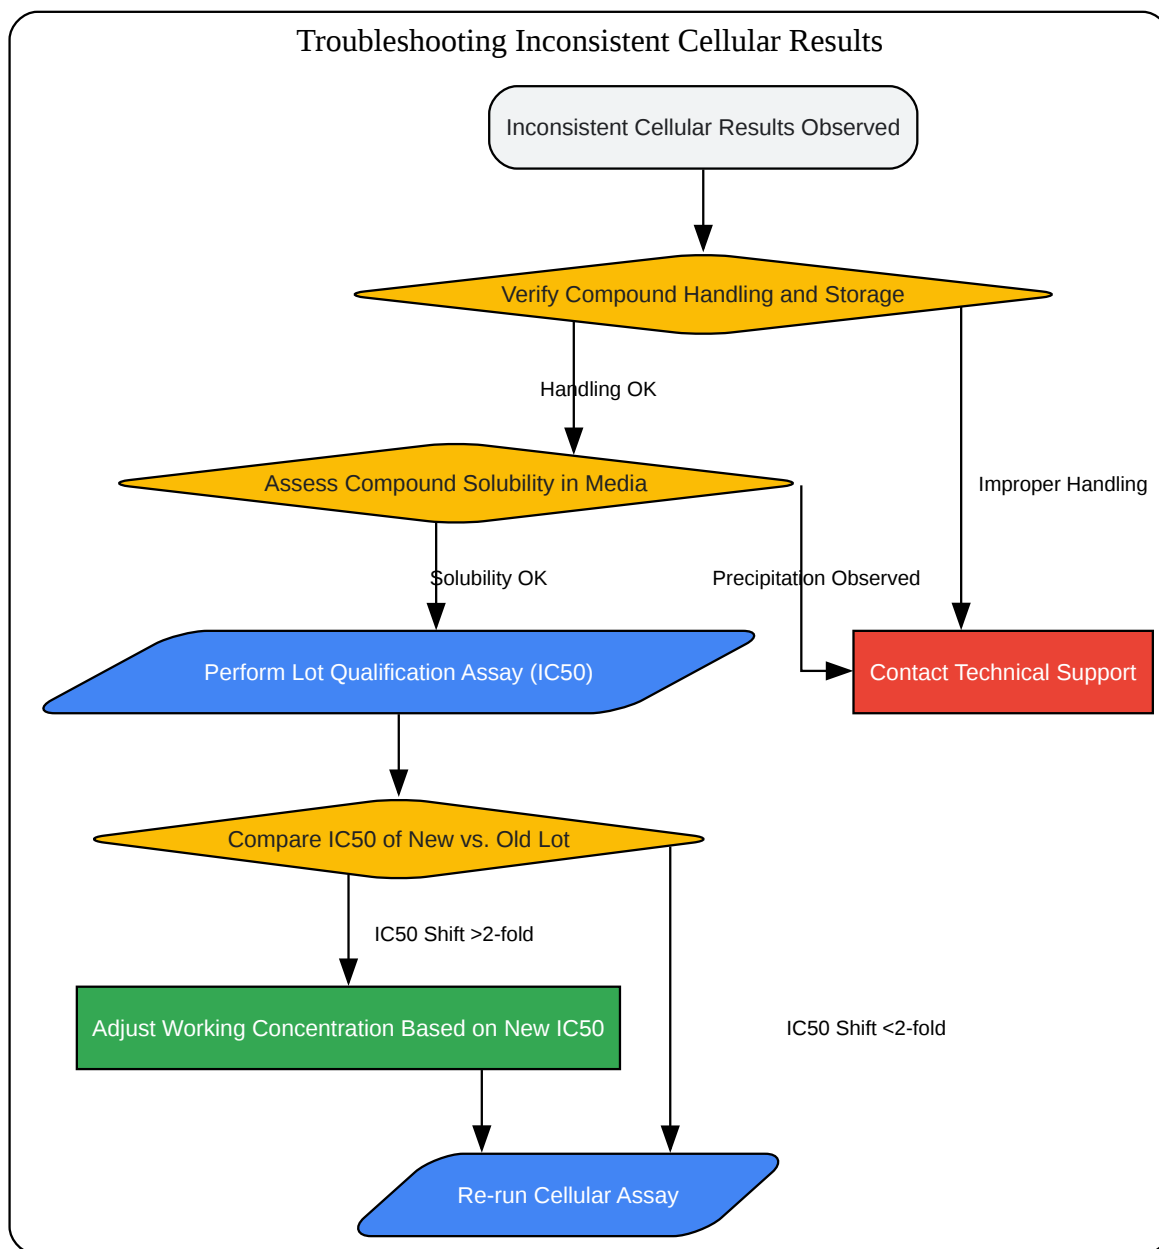 Troubleshooting Inconsistent Cellular Results
Inconsistent Cellular Results Observed
Verify Compound Handling and Storage
Handling OK
Assess Compound Solubility in Media
Improper Handling
Solubility OK
Precipitation Observed
Perform Lot Qualification Assay (IC50)
Contact Technical Support
Compare IC50 of New vs. Old Lot
IC50 Shift >2-fold
Adjust Working Concentration Based on New IC50
IC50 Shift <2-fold
Re-run Cellular Assay